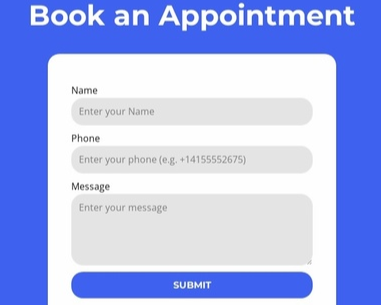 Book an Appointment
Name
Enter your Name
Phone
Enter your phone (e.g. +14155552675)
Message
Enter your message
SUBMIT